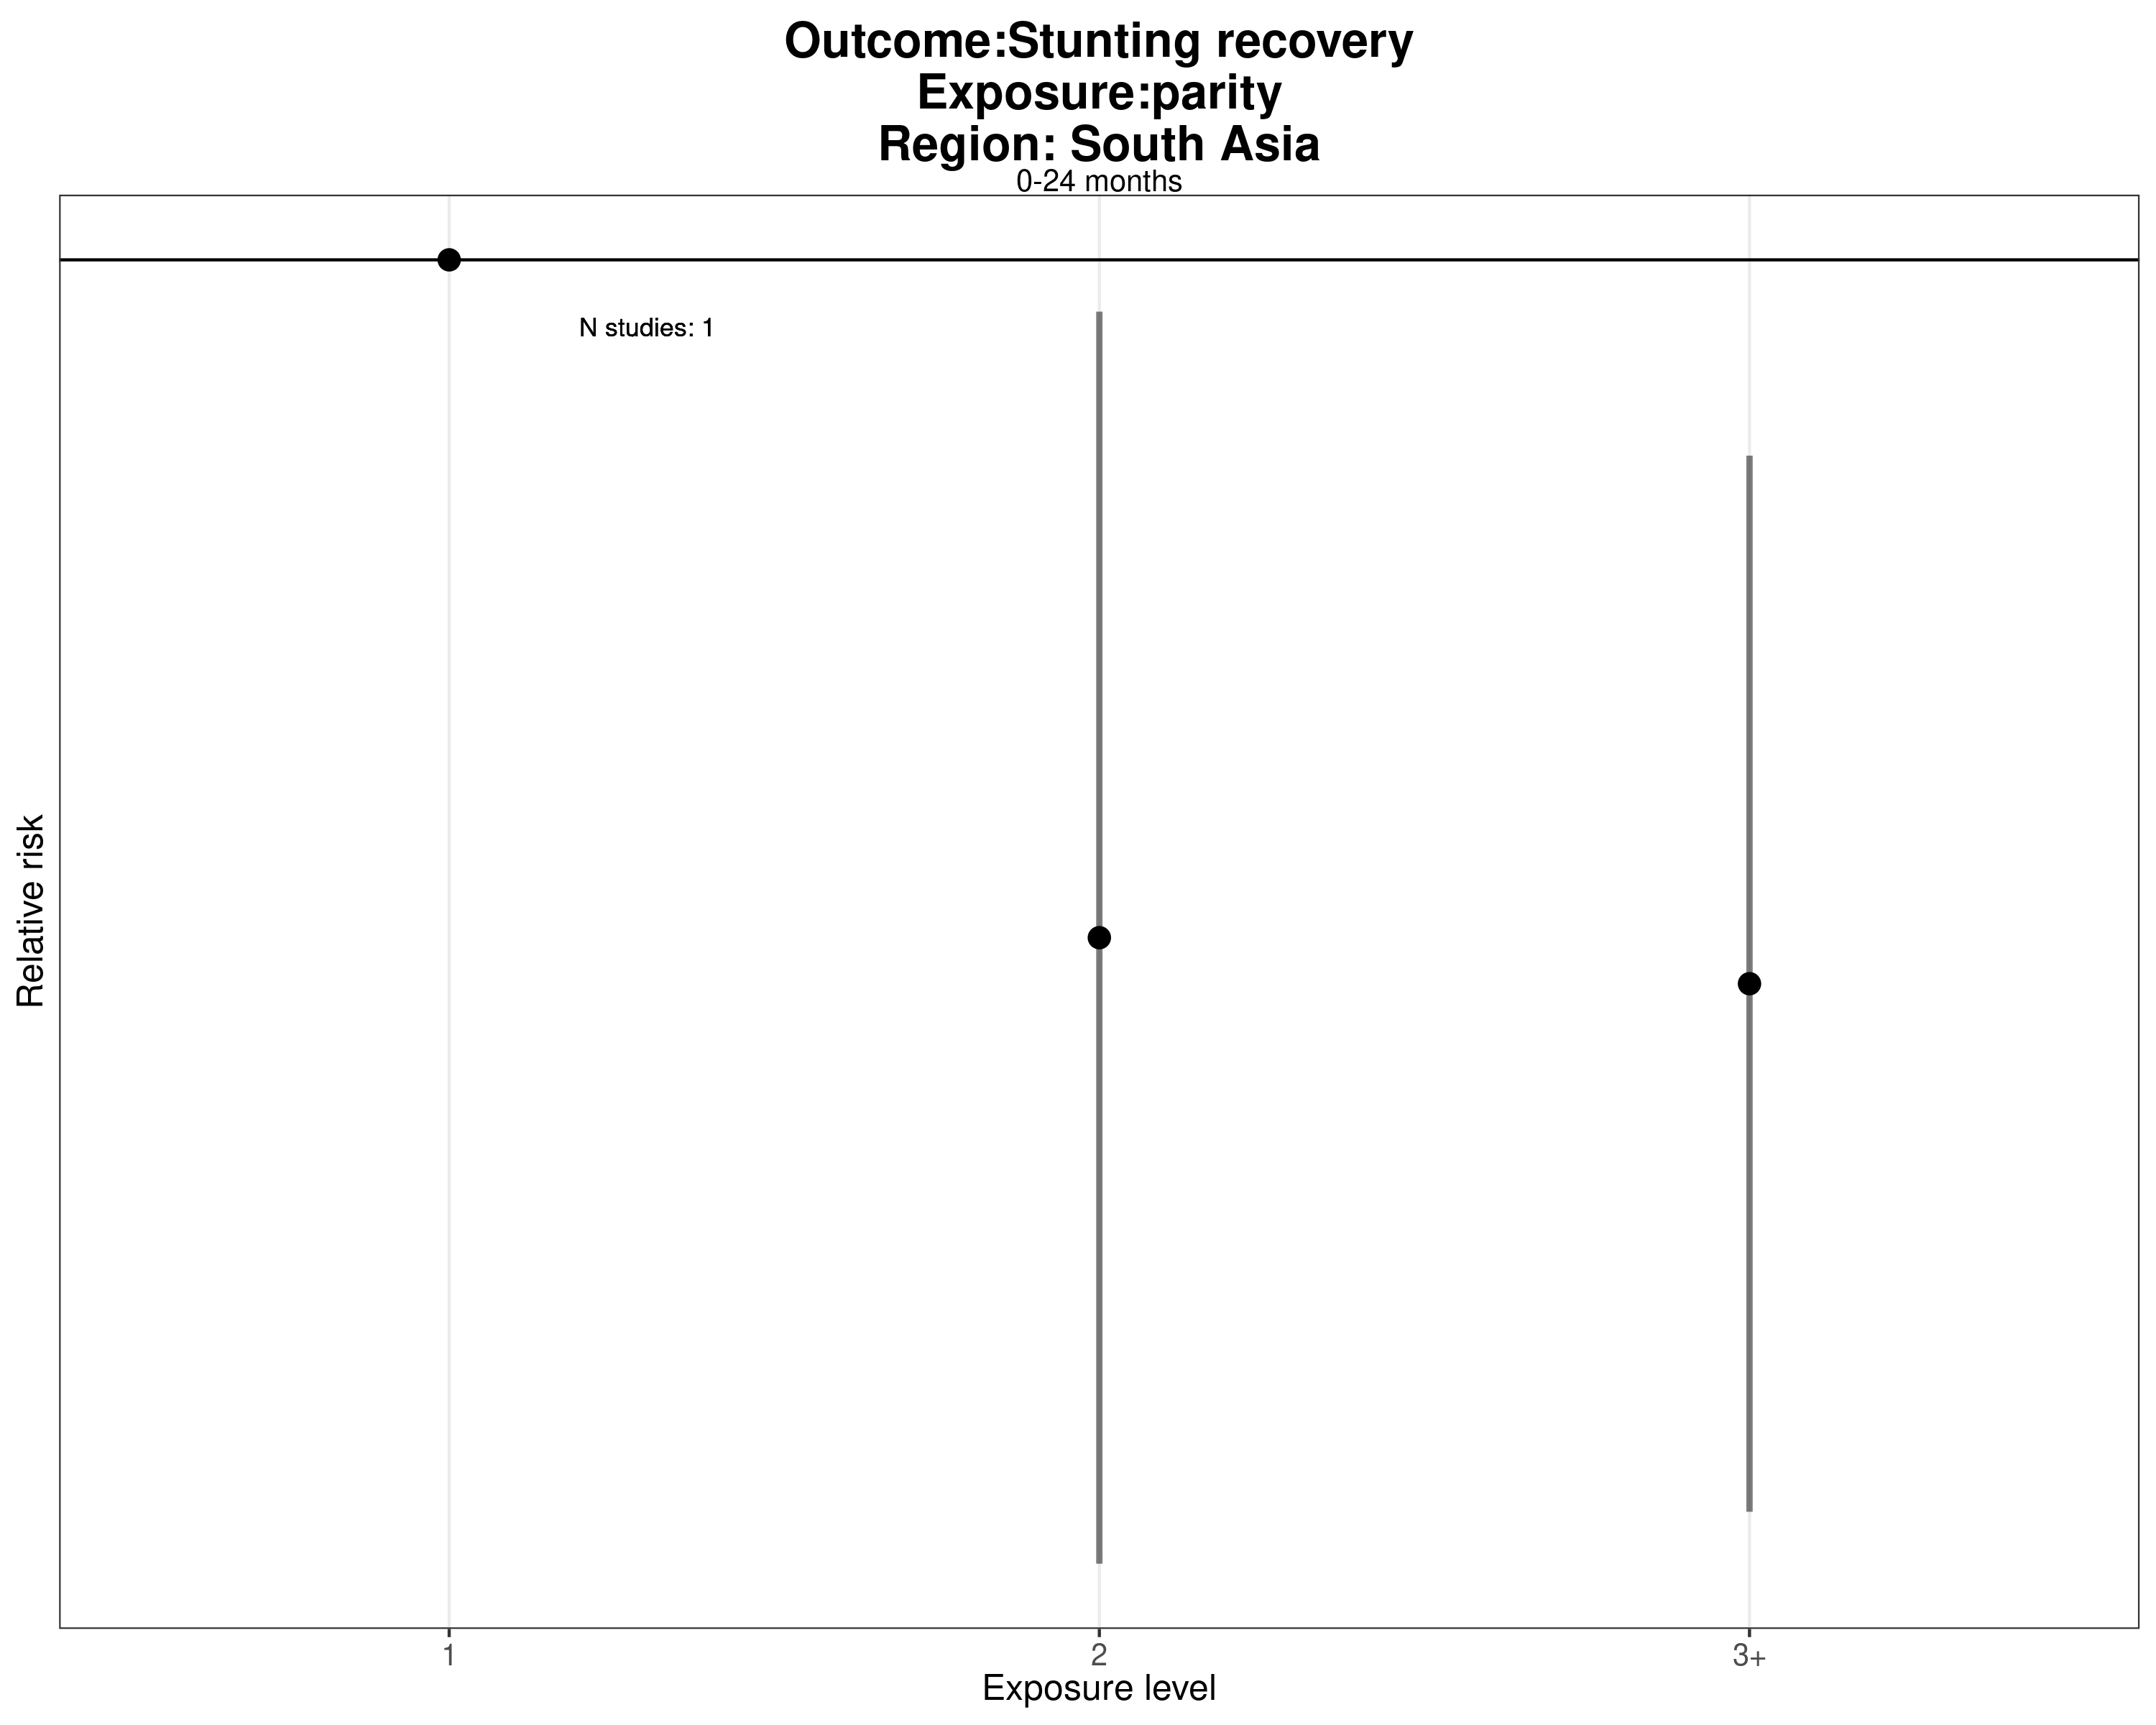 Outcome:Stunting recovery
Exposure:parity
Region: South Asia
0-24 months
N studies: 1
Relative risk
1
2
3+
Exposure level